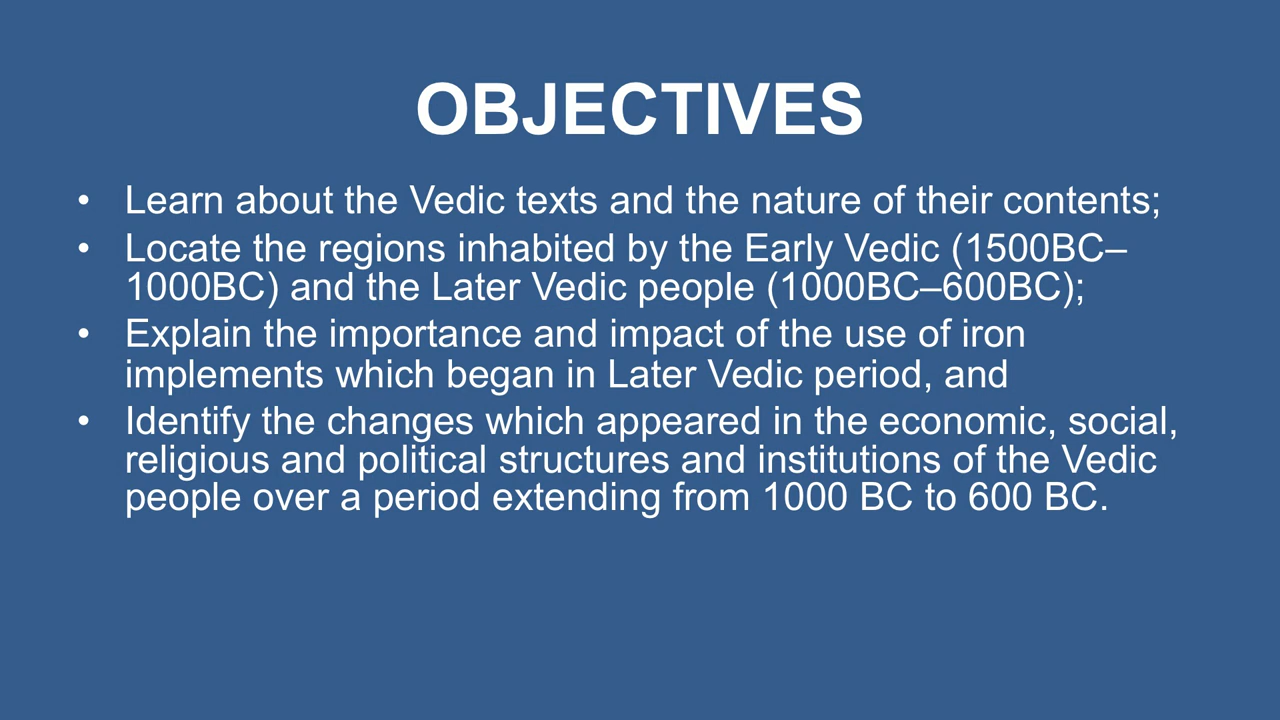 OBJECTIVES
• Learn about the Vedic texts and the nature of their contents;
• Locate the regions inhabited by the Early Vedic (1500BC–
1000BC) and the Later Vedic people (1000BC–600BC);
• Explain the importance and impact of the use of iron
implements which began in Later Vedic period, and
• Identify the changes which appeared in the economic, social,
religious and political structures and institutions of the Vedic
people over a period extending from 1000 BC to 600 BC.